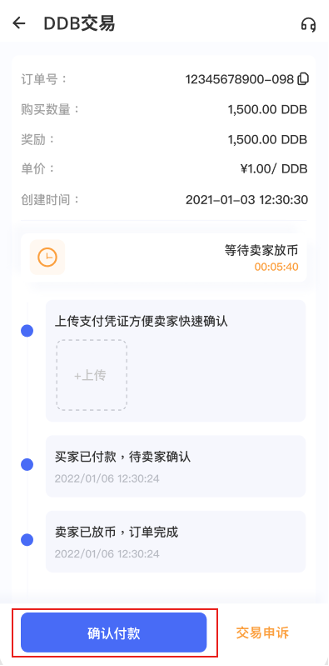 DDB交易
订单号：
12345678900-098
购买数量：
1,500.00 DDB
奖励：
1,500.00 DDB
单价：
¥1.00/ DDB
创建时间：
2021-01-03 12:30:30
等待卖家放币
00:05:40
上传支付凭证方便卖家快速确认
+上传
买家已付款，待卖家确认
2022/01/06 12:30:24
卖家已放币，订单完成
2022/01/06 12:30:24
确认付款
交易申诉